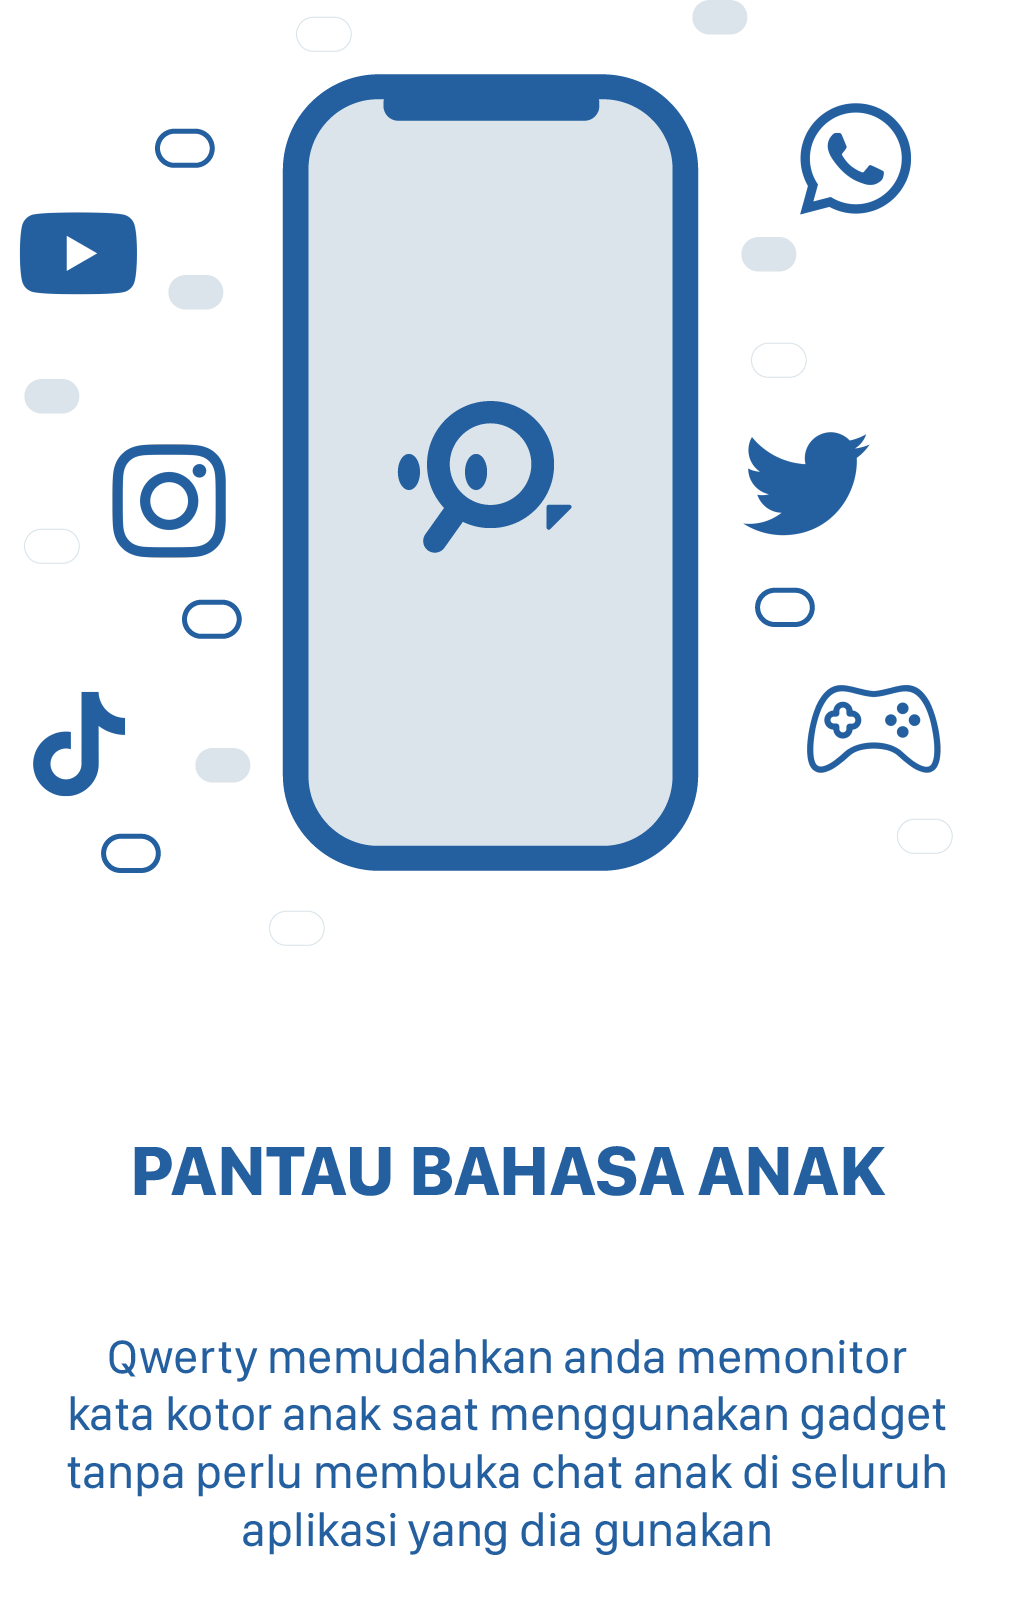 PANTAU BAHASA ANAK
Qwerty memudahkan anda memonitor
kata kotor anak saat menggunakan gadget
tanpa perlu membuka chat anak di seluruh
aplikasi yang dia gunakan